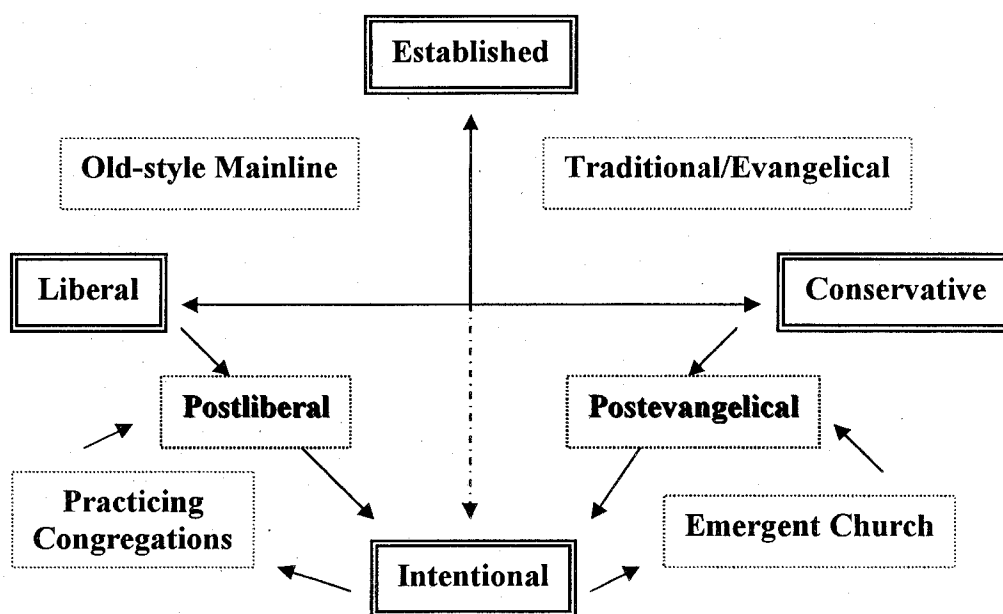 Established
Old-style Mainline
Traditional/Evangelical
Liberal
Conservative
Postliberal
Postevangelical
Practicing
Congregations
Emergent Church
Intentional